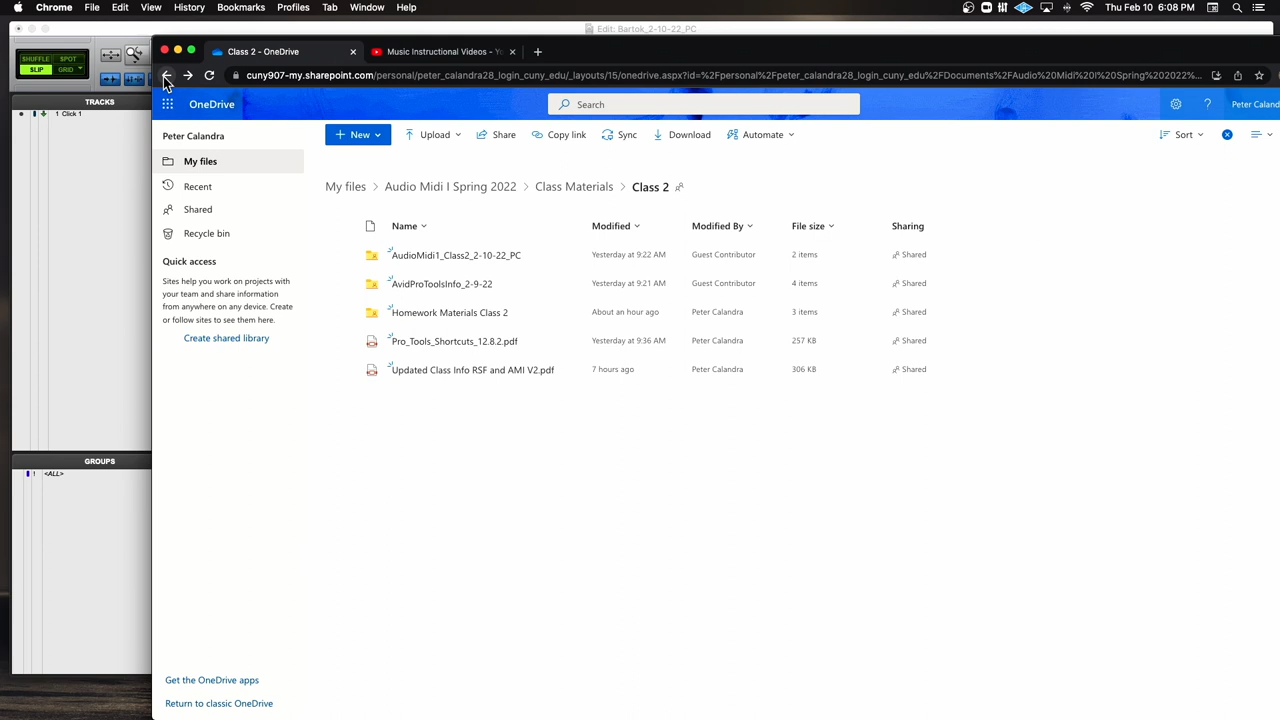 Chrome File Edit View History Bookmarks Profiles Tab Window Help Thu Feb 10 6:08 PM
Edit: Bartok_2-10-22_PC
SHUFFLE SPOT
SLIP GRID
Class 2 - OneDrive
Music Instructional Videos - Yo
cuny907-my.sharepoint.com/personal/peter_calandra28_login_cuny_edu/_layouts/15/onedrive.aspx?id=%2Fpersonal%2Fpeter_calandra28_login_cuny_edu%2FDocuments%2FAudio%20Midi%20I%20Spring%202022%...
TRACKS
1 Click 1
GROUPS
1 <ALL>
OneDrive
Search
Peter Caland
Peter Calandra
My files
Recent
Shared
Recycle bin
Quick access
Sites help you work on projects with
your team and share information
from anywhere on any device. Create
or follow sites to see them here.
Create shared library
Get the OneDrive apps
Return to classic OneDrive
New Upload Share Copy link Sync Download Automate Sort
My files > Audio Midi I Spring 2022 > Class Materials > Class 2
Name Modified Modified By File size Sharing
AudioMidi1_Class2_2-10-22_PC Yesterday at 9:22 AM Guest Contributor 2 items Shared
AvidProToolsInfo_2-9-22 Yesterday at 9:21 AM Guest Contributor 4 items Shared
Homework Materials Class 2 About an hour ago Peter Calandra 3 items Shared
Pro_Tools_Shortcuts_12.8.2.pdf Yesterday at 9:36 AM Peter Calandra 257 KB Shared
Updated Class Info RSF and AMI V2.pdf 7 hours ago Peter Calandra 306 KB Shared